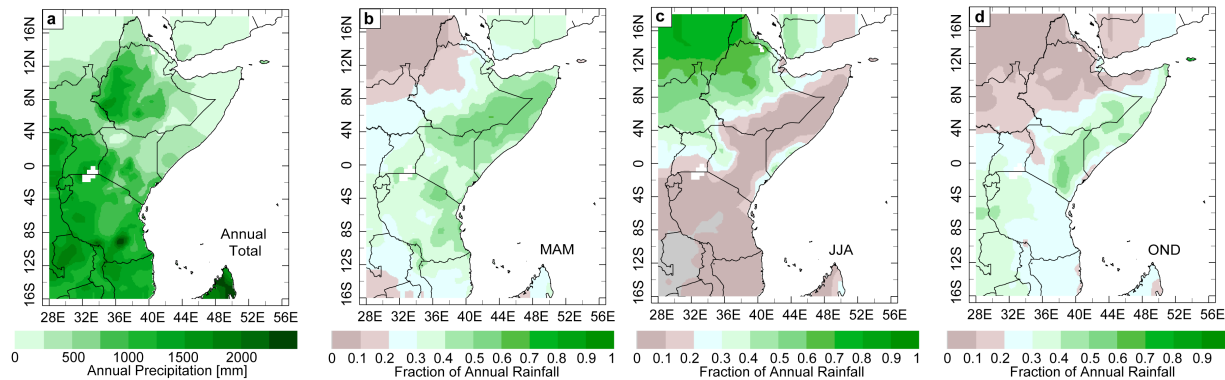 a
16N
12N
8N
4N
0
4S
8S
12S
16S
Annual
Total
28E 32E 36E 40E 44E 48E 52E 56E
0 500 1000 1500 2000
Annual Precipitation [mm]
b
16N
12N
8N
4N
0
4S
8S
12S
16S
MAM
28E 32E 36E 40E 44E 48E 52E 56E
0 0.1 0.2 0.3 0.4 0.5 0.6 0.7 0.8 0.9 1
Fraction of Annual Rainfall
c
16N
12N
8N
4N
0
4S
8S
12S
16S
JJA
28E 32E 36E 40E 44E 48E 52E 56E
0 0.1 0.2 0.3 0.4 0.5 0.6 0.7 0.8 0.9 1
Fraction of Annual Rainfall
d
16N
12N
8N
4N
0
4S
8S
12S
16S
OND
28E 32E 36E 40E 44E 48E 52E 56E
0 0.1 0.2 0.3 0.4 0.5 0.6 0.7 0.8 0.9 1
Fraction of Annual Rainfall